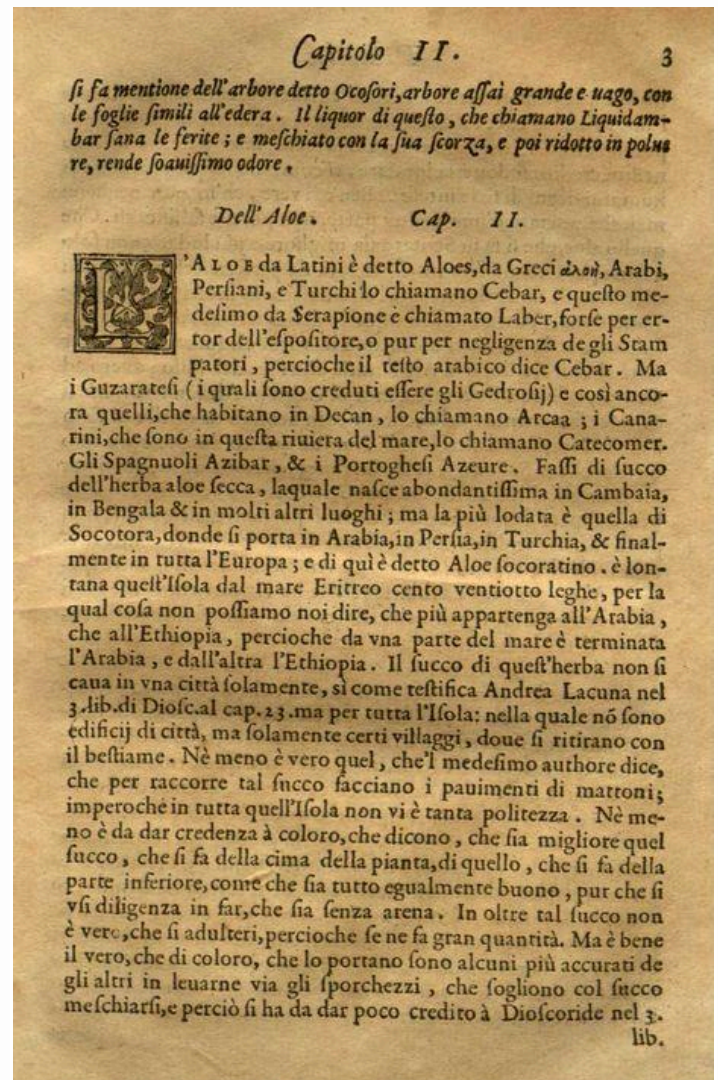 Capitolo II. 3
ſi fa mentione dell'arbore detto Ocoſori, arbore aſſai grande e uago, con
le foglie ſimili all'edera. Il liquor di queſto, che chiamano Liquidam-
bar ſana le ferite; e meſchiato con la ſua ſcorza, e poi ridotto in polue
re, rende ſoauiſſimo odore.
Dell'Aloe. Cap. II.
L'ALOE da Latini è detto Aloes, da Greci ἀλοὴ, Arabi,
Perſiani, e Turchi lo chiamano Cebar, e queſto me-
deſimo da Serapione è chiamato Laber, forſe per er-
ror dell'eſpoſitore, o pur per negligenza de gli Stam
patori, percioche il teſto arabico dice Cebar. Ma
i Guzarateſi (i quali ſono creduti eſſere gli Gedroſij) e così anco-
ra quelli, che habitano in Decan, lo chiamano Arcaa; i Cana-
rini, che ſono in queſta riuiera del mare, lo chiamano Catecomer.
Gli Spagnuoli Azibar, & i Portogheſi Azeure. Faſſi di ſucco
dell'herba aloe ſecca, laquale naſce abondantiſſima in Cambaia,
in Bengala & in molti altri luoghi; ma la più lodata è quella di
Socotora, donde ſi porta in Arabia, in Perſia, in Turchia, & final-
mente in tutta l'Europa; e di quì è detto Aloe ſocoratino. è lon-
tana queſt'Iſola dal mare Eritreo cento ventiotto leghe, per la
qual coſa non poſſiamo noi dire, che più appartenga all'Arabia,
che all'Ethiopia, percioche da vna parte del mare è terminata
l'Arabia, e dall'altra l'Ethiopia. Il ſucco di queſt'herba non ſi
caua in vna città ſolamente, sì come teſtifica Andrea Lacuna nel
3.lib.di Dioſc.al cap.23.ma per tutta l'Iſola: nella quale nõ ſono
edificij di città, ma ſolamente certi villaggi, doue ſi ritirano con
il beſtiame. Nè meno è vero quel, che'l medeſimo authore dice,
che per raccorre tal ſucco facciano i pauimenti di mattoni;
imperoche in tutta quell'Iſola non vi è tanta politezza. Nè me-
no è da dar credenza à coloro, che dicono, che ſia migliore quel
ſucco, che ſi fa della cima della pianta, di quello, che ſi fa della
parte inferiore, come che ſia tutto egualmente buono, pur che ſi
vſi diligenza in far, che ſia ſenza arena. In oltre tal ſucco non
è vero, che ſi adulteri, percioche ſe ne fa gran quantità. Ma è bene
il vero, che di coloro, che lo portano ſono alcuni più accurati de
gli altri in leuarne via gli ſporchezzi, che ſogliono col ſucco
meſchiarſi, e perciò ſi ha da dar poco credito à Dioſcoride nel 3.
lib.